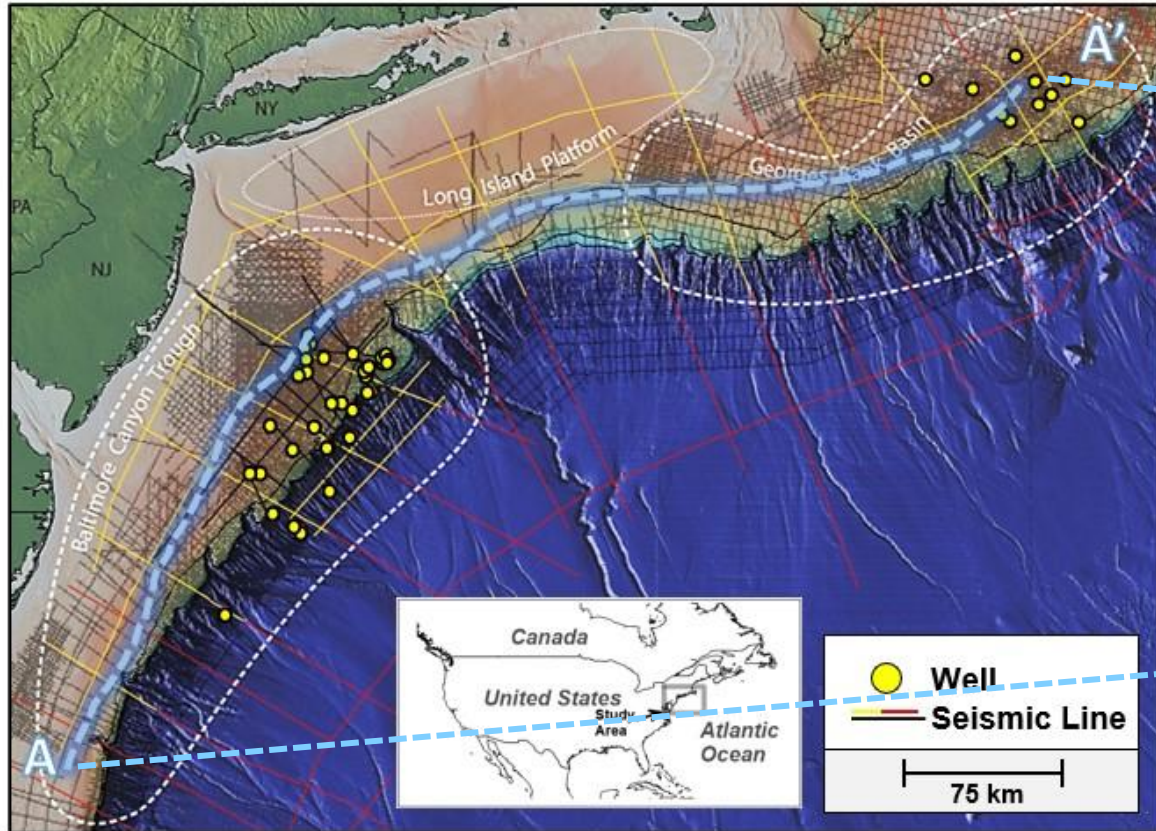 A'
NY
PA
NJ
Long Island Platform
Georges Bank Basin
Baltimore Canyon Trough
A
Canada
United States
Study
Area
Atlantic
Ocean
Well
Seismic Line
75 km